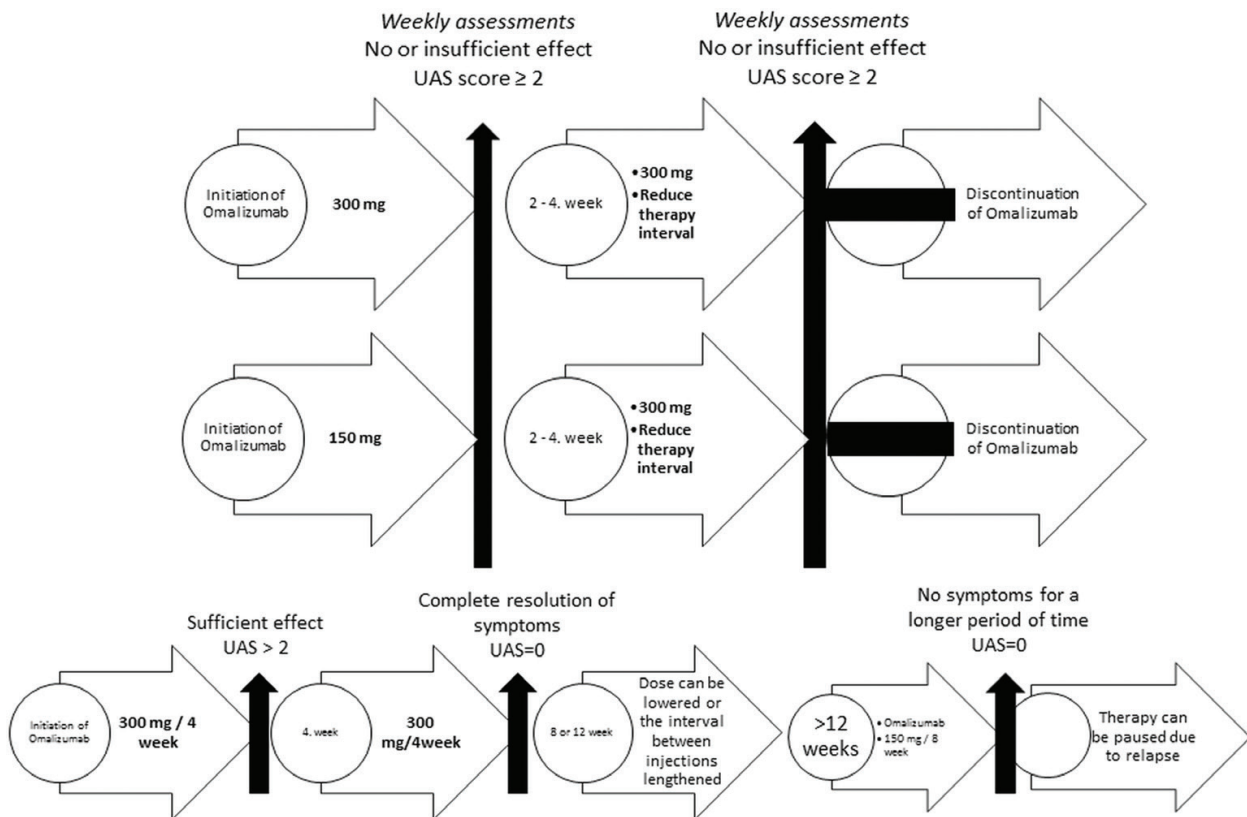 Weekly assessments
No or insufficient effect
UAS score ≥ 2
Weekly assessments
No or insufficient effect
UAS score ≥ 2
Initiation of
Omalizumab
300 mg
2 - 4. week
•300 mg
•Reduce
therapy
interval
Discontinuation
of Omalizumab
Initiation of
Omalizumab
150 mg
2 - 4. week
•300 mg
•Reduce
therapy
interval
Discontinuation
of Omalizumab
Sufficient effect
UAS > 2
Complete resolution of
symptoms
UAS=0
No symptoms for a
longer period of time
UAS=0
Initiation of
Omalizumab
300 mg / 4
week
4. week
300
mg/4week
8 or 12 week
Dose can be
lowered or
the interval
between
injections
lengthened
>12
weeks
• Omalizumab
• 150 mg / 8
week
Therapy can
be paused due
to relapse